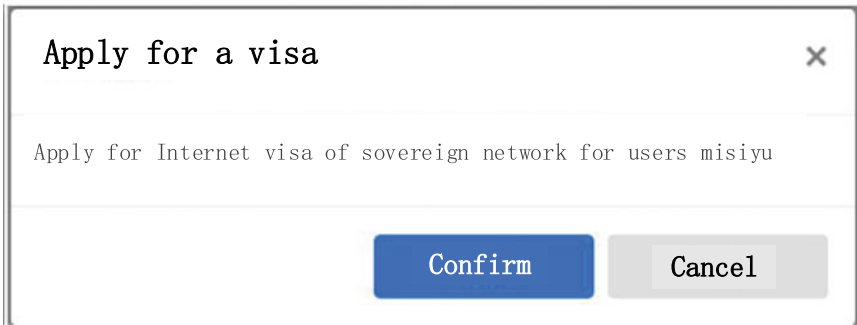 Apply for a visa
×
Apply for Internet visa of sovereign network for users misiyu
Confirm
Cancel